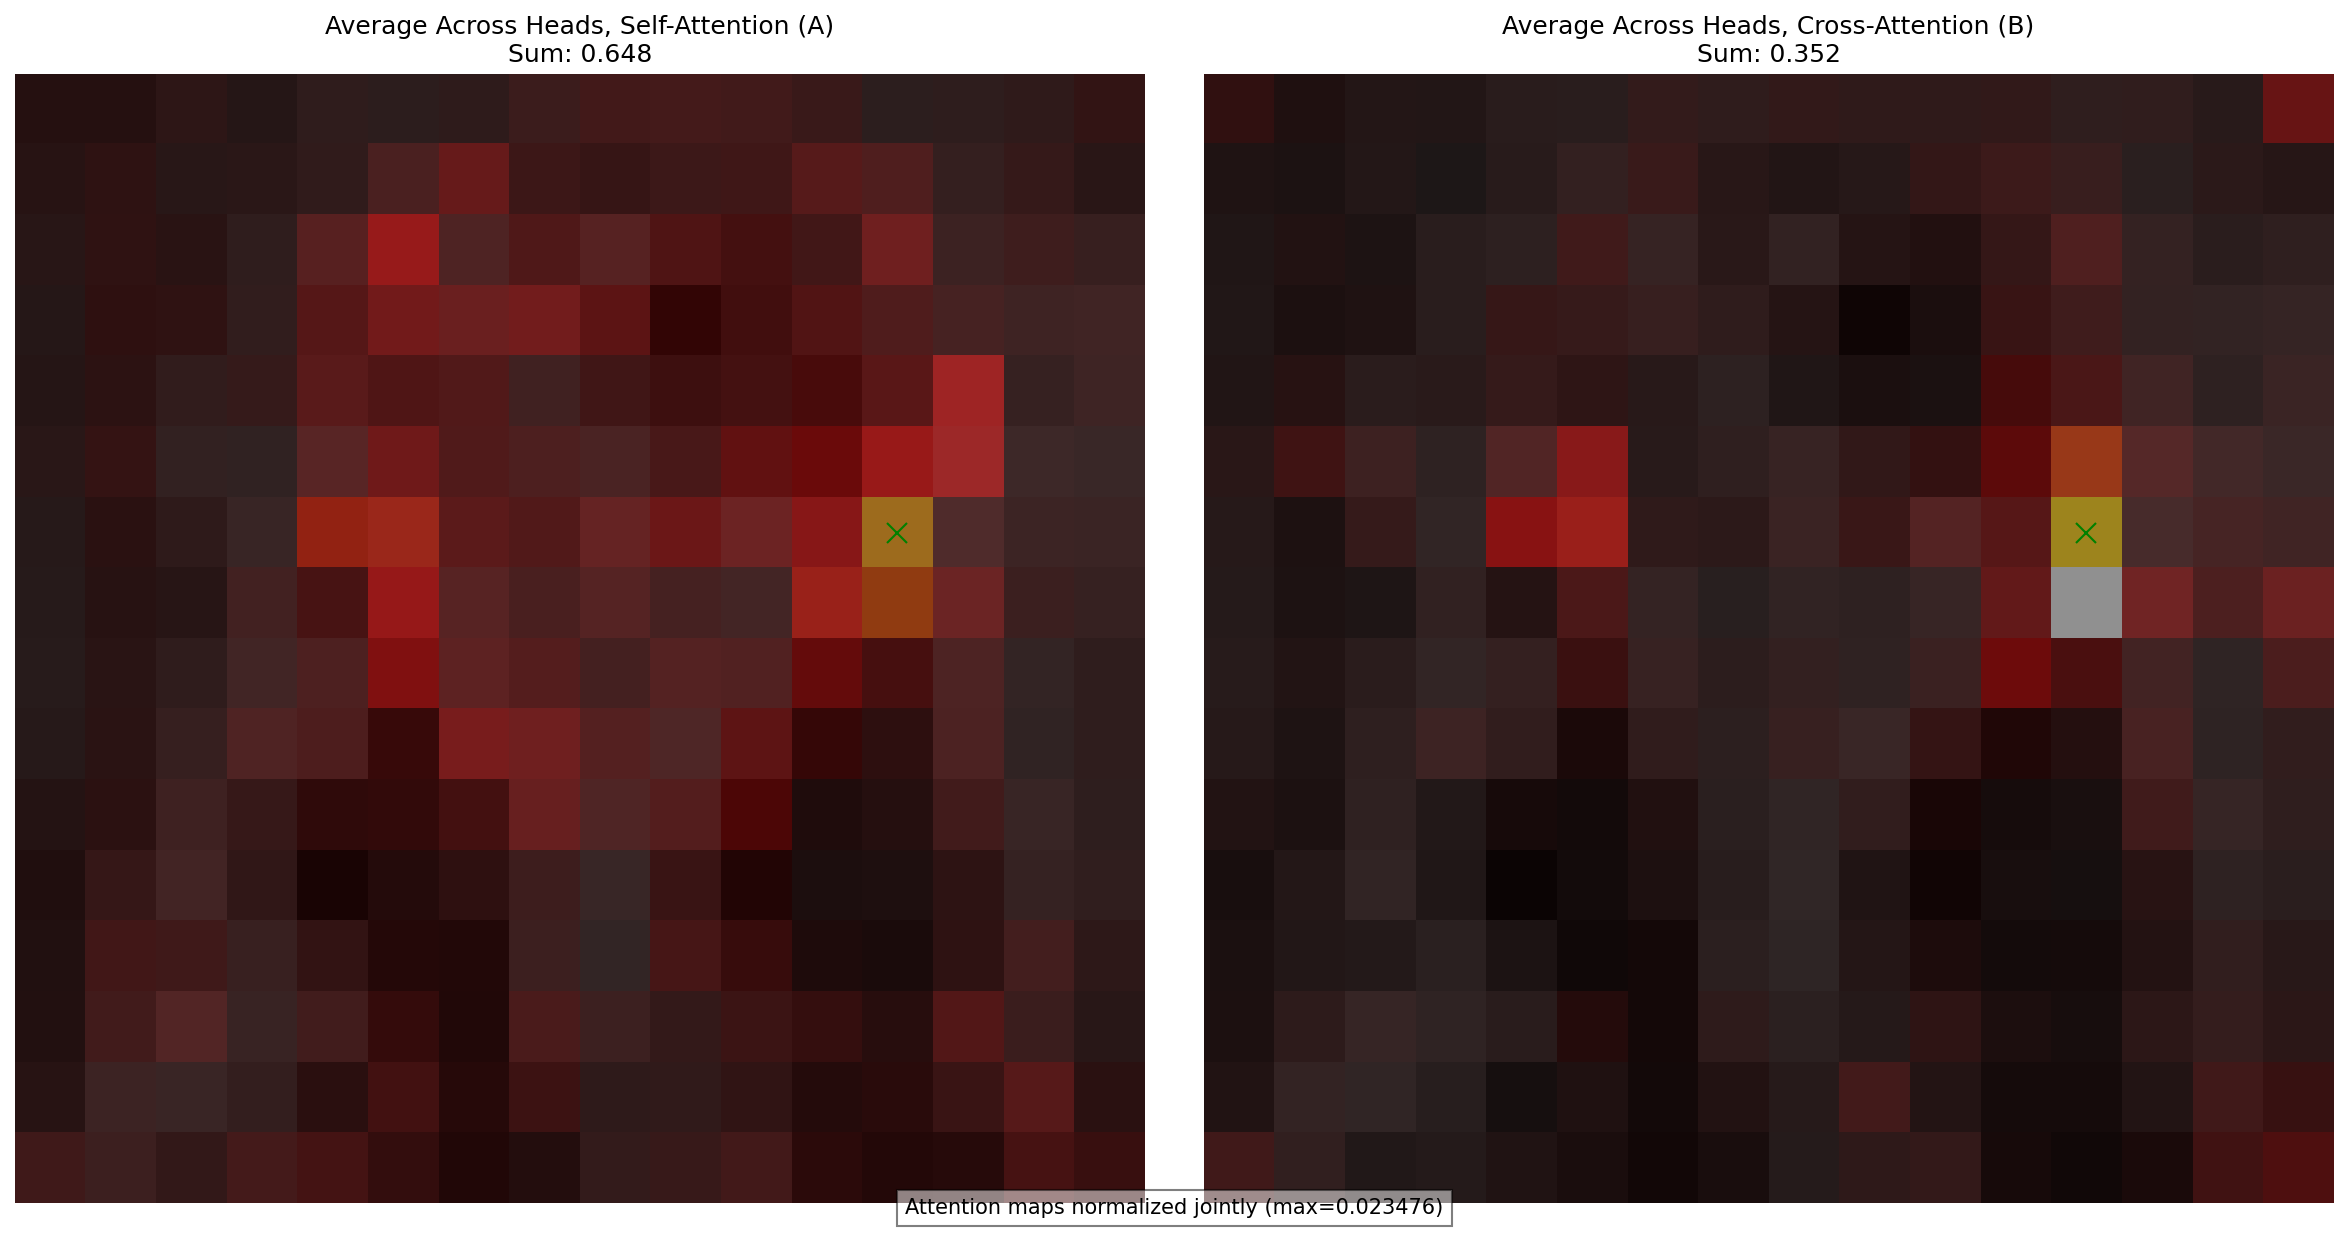 Average Across Heads, Self-Attention (A)
Sum: 0.648
Average Across Heads, Cross-Attention (B)
Sum: 0.352
Attention maps normalized jointly (max=0.023476)